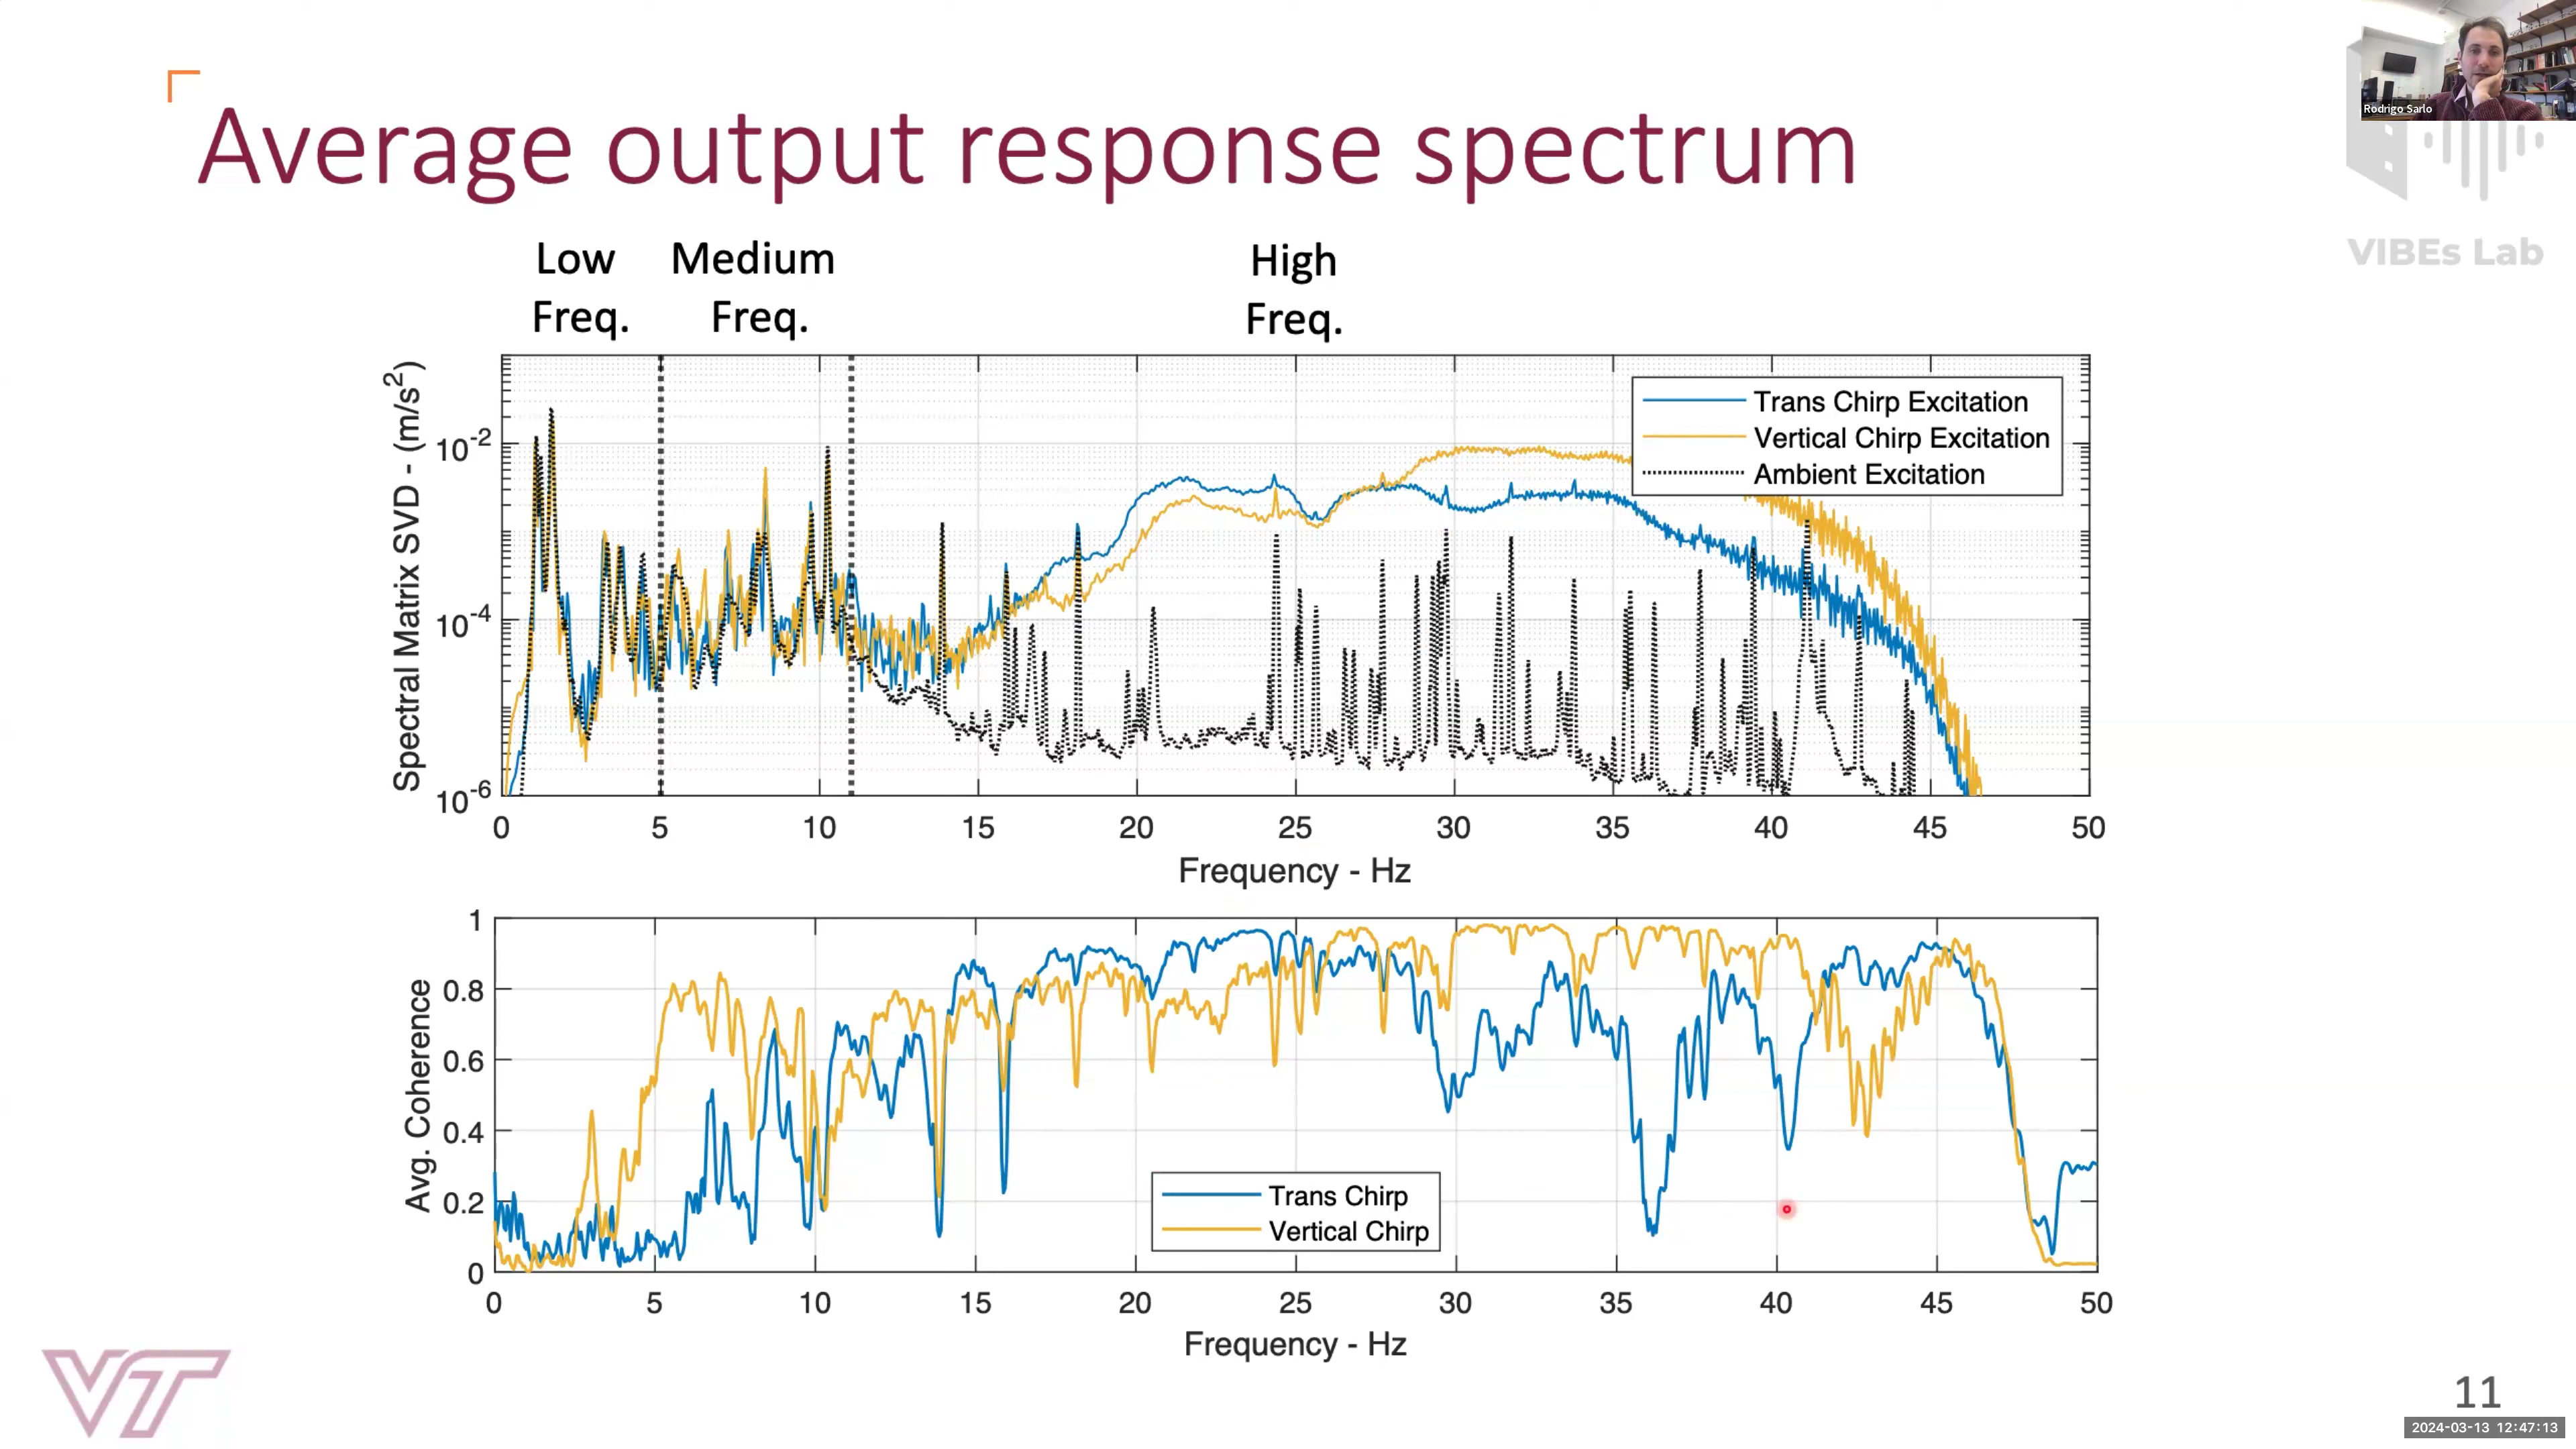 Rodrigo Sarlo
Average output response spectrum
VIBEs Lab
Low
Freq.
Medium
Freq.
High
Freq.
Spectral Matrix SVD - (m/s²)
10⁻²
10⁻⁴
10⁻⁶
Trans Chirp Excitation
Vertical Chirp Excitation
Ambient Excitation
0 5 10 15 20 25 30 35 40 45 50
Frequency - Hz
Avg. Coherence
1
0.8
0.6
0.4
0.2
0
Trans Chirp
Vertical Chirp
0 5 10 15 20 25 30 35 40 45 50
Frequency - Hz
VT
11
2024-03-13 12:47:13